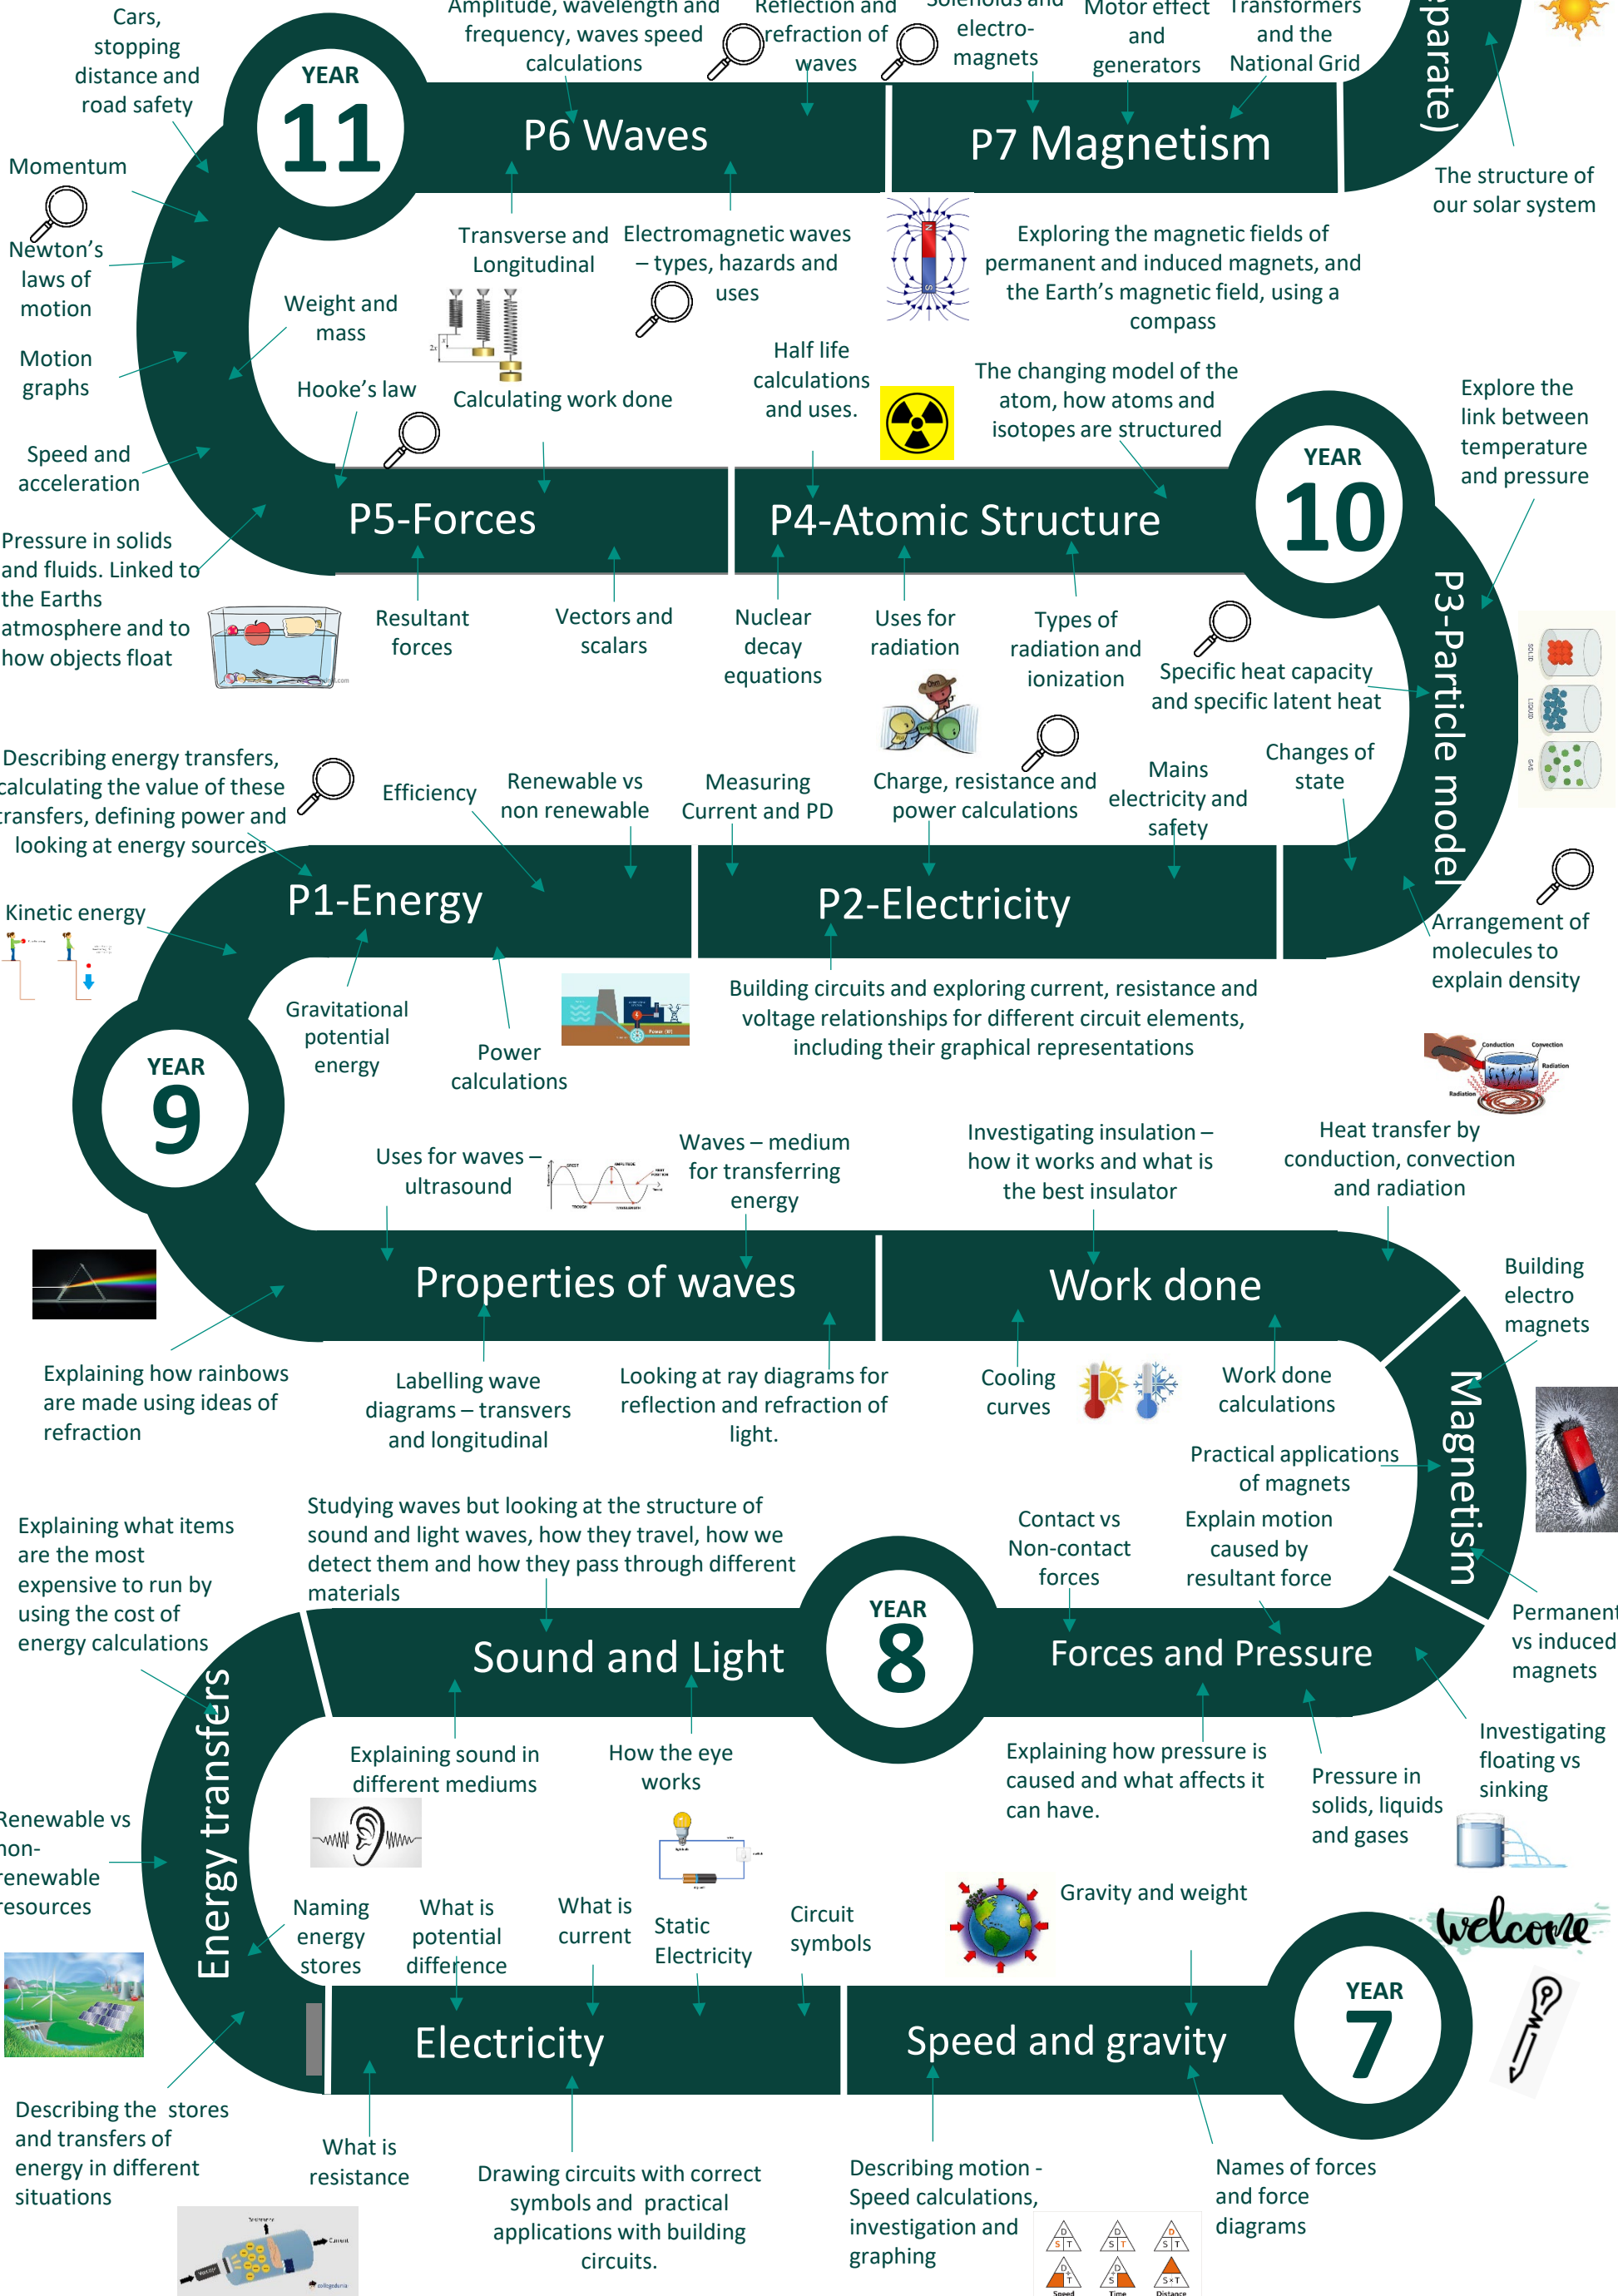 Cars,
stopping
distance and
road safety
Amplitude, wavelength and
frequency, waves speed
calculations
Reflection and
refraction of
waves
Solenoids and
electro-
magnets
Motor effect
and
generators
Transformers
and the
National Grid
parate)
YEAR
11
P6 Waves
P7 Magnetism
The structure of
our solar system
Momentum
Newton's
laws of
motion
Motion
graphs
Speed and
acceleration
Pressure in solids
and fluids. Linked to
the Earths
atmosphere and to
how objects float
Weight and
mass
Hooke's law
Transverse and
Longitudinal
Electromagnetic waves
– types, hazards and
uses
N
S
Exploring the magnetic fields of
permanent and induced magnets, and
the Earth's magnetic field, using a
compass
Calculating work done
Half life
calculations
and uses.
The changing model of the
atom, how atoms and
isotopes are structured
Explore the
link between
temperature
and pressure
YEAR
10
P5-Forces
P4-Atomic Structure
P3-Particle model
SOLID
LIQUID
GAS
Resultant
forces
Vectors and
scalars
Nuclear
decay
equations
Uses for
radiation
Types of
radiation and
ionization
Specific heat capacity
and specific latent heat
Changes of
state
Describing energy transfers,
calculating the value of these
transfers, defining power and
looking at energy sources
Efficiency
Renewable vs
non renewable
Measuring
Current and PD
Charge, resistance and
power calculations
Mains
electricity and
safety
P1-Energy
P2-Electricity
Arrangement of
molecules to
explain density
Kinetic energy
Gravitational
potential
energy
Power
calculations
Building circuits and exploring current, resistance and
voltage relationships for different circuit elements,
including their graphical representations
Conduction
Convection
Radiation
Radiation
YEAR
9
Uses for waves –
ultrasound
Waves – medium
for transferring
energy
Investigating insulation –
how it works and what is
the best insulator
Heat transfer by
conduction, convection
and radiation
Properties of waves
Work done
Building
electro
magnets
Explaining how rainbows
are made using ideas of
refraction
Labelling wave
diagrams – transvers
and longitudinal
Looking at ray diagrams for
reflection and refraction of
light.
Cooling
curves
Work done
calculations
Magnetism
Practical applications
of magnets
Permanent
vs induced
magnets
Explaining what items
are the most
expensive to run by
using the cost of
energy calculations
Studying waves but looking at the structure of
sound and light waves, how they travel, how we
detect them and how they pass through different
materials
Contact vs
Non-contact
forces
Explain motion
caused by
resultant force
YEAR
8
Sound and Light
Forces and Pressure
Energy transfers
Explaining sound in
different mediums
How the eye
works
Explaining how pressure is
caused and what affects it
can have.
Pressure in
solids, liquids
and gases
Investigating
floating vs
sinking
Renewable vs
non-
renewable
resources
Naming
energy
stores
What is
potential
difference
What is
current
Static
Electricity
Circuit
symbols
Gravity and weight
welcome
YEAR
7
Electricity
Speed and gravity
Describing the stores
and transfers of
energy in different
situations
What is
resistance
Drawing circuits with correct
symbols and practical
applications with building
circuits.
Describing motion -
Speed calculations,
investigation and
graphing
Names of forces
and force
diagrams
D
S T
D
S T
D
S T
D
T
D
S
S×T
Speed
Time
Distance